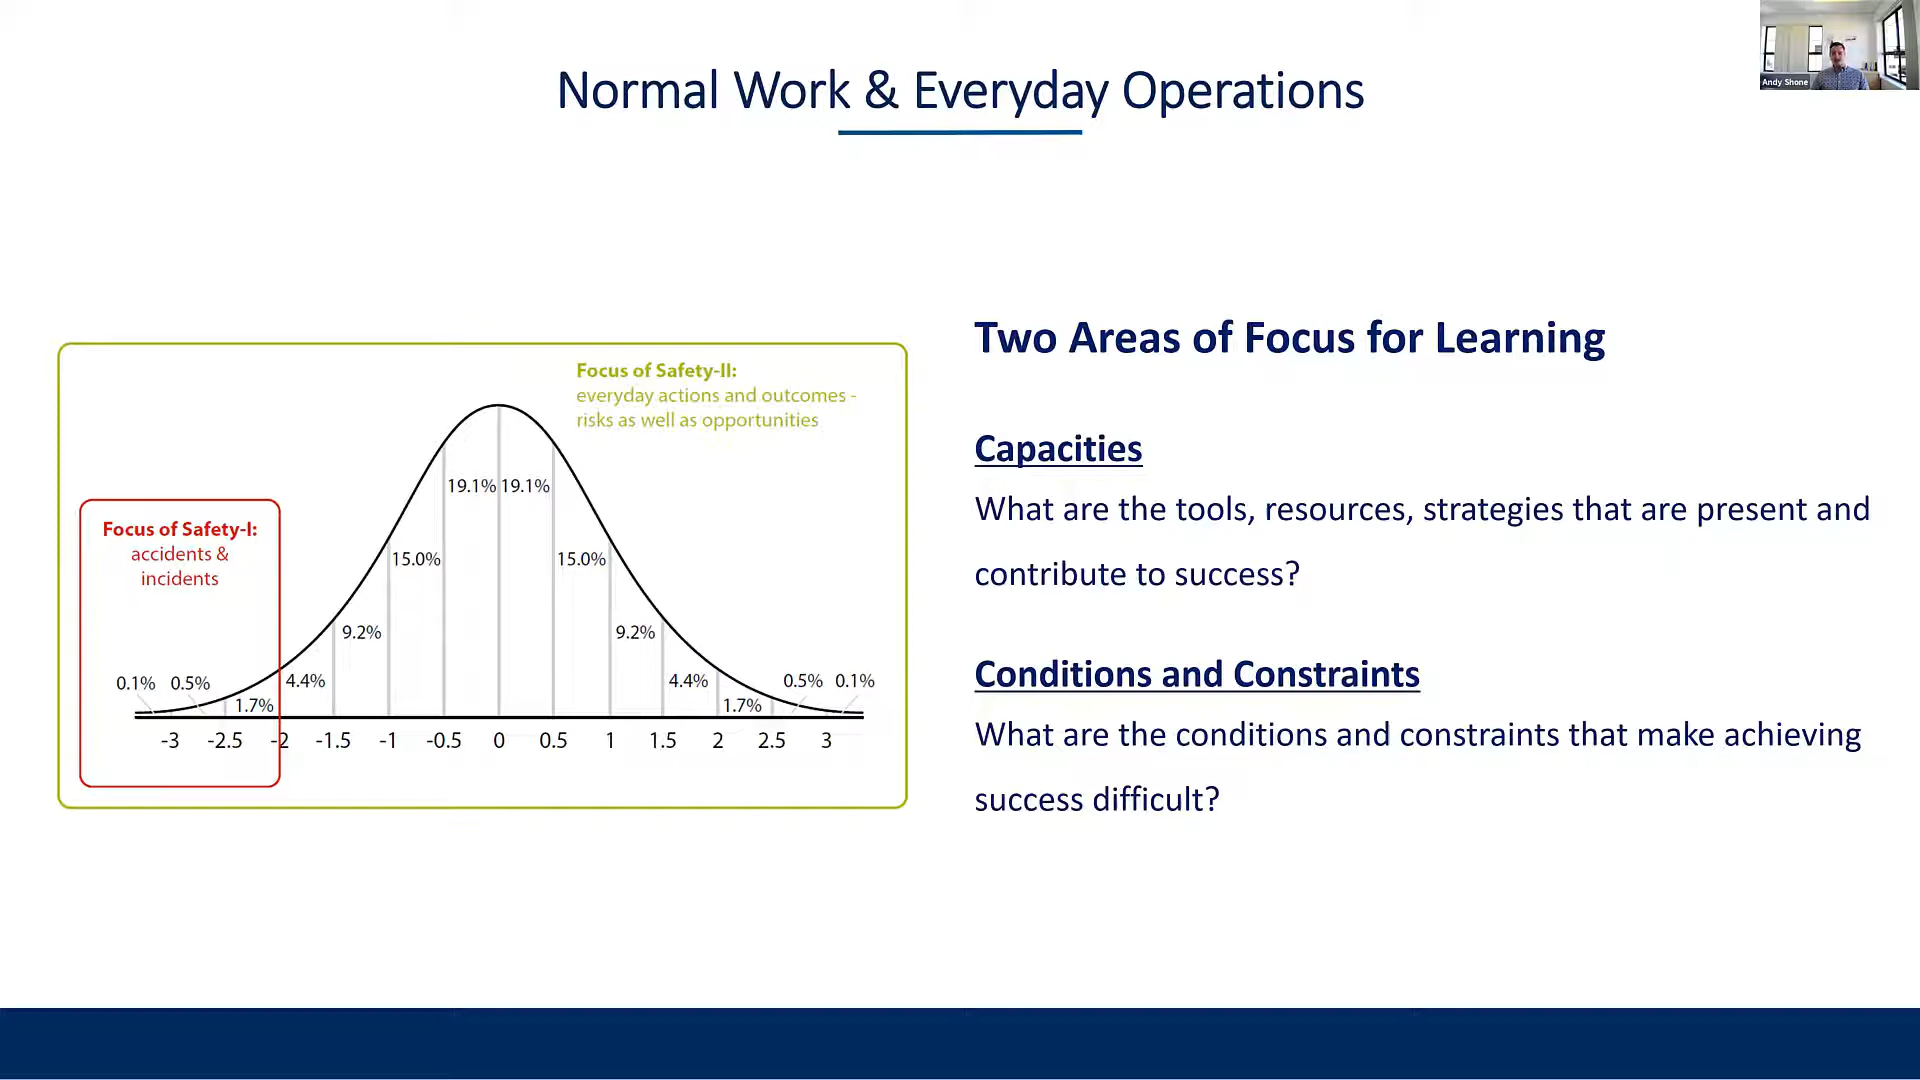 Normal Work & Everyday Operations
Andy Shone
Focus of Safety-II:
everyday actions and outcomes -
risks as well as opportunities
Focus of Safety-I:
accidents &
incidents
19.1% 19.1%
15.0% 15.0%
9.2% 9.2%
0.1% 0.5% 4.4% 4.4% 0.5% 0.1%
1.7% 1.7%
-3 -2.5 -2 -1.5 -1 -0.5 0 0.5 1 1.5 2 2.5 3
Two Areas of Focus for Learning
Capacities
What are the tools, resources, strategies that are present and
contribute to success?
Conditions and Constraints
What are the conditions and constraints that make achieving
success difficult?